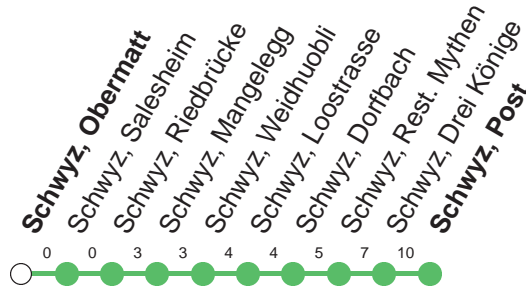 Schwyz, Obermatt
Schwyz, Salesheim
Schwyz, Riedbrücke
Schwyz, Mangelegg
Schwyz, Weidhuobli
Schwyz, Loostrasse
Schwyz, Dorfbach
Schwyz, Rest. Mythen
Schwyz, Drei Könige
Schwyz, Post
0 0 3 3 4 4 5 7 10